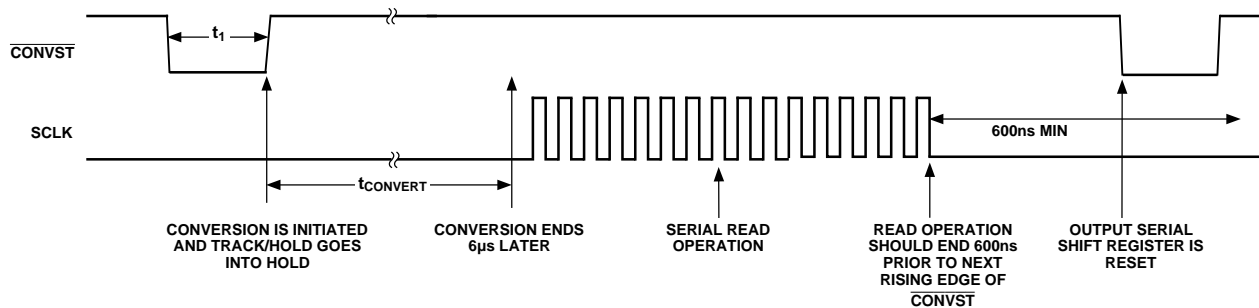 t1
CONVST
SCLK
600ns MIN
tCONVERT
CONVERSION IS INITIATED
AND TRACK/HOLD GOES
INTO HOLD
CONVERSION ENDS
6µs LATER
SERIAL READ
OPERATION
READ OPERATION
SHOULD END 600ns
PRIOR TO NEXT
RISING EDGE OF
CONVST
OUTPUT SERIAL
SHIFT REGISTER IS
RESET